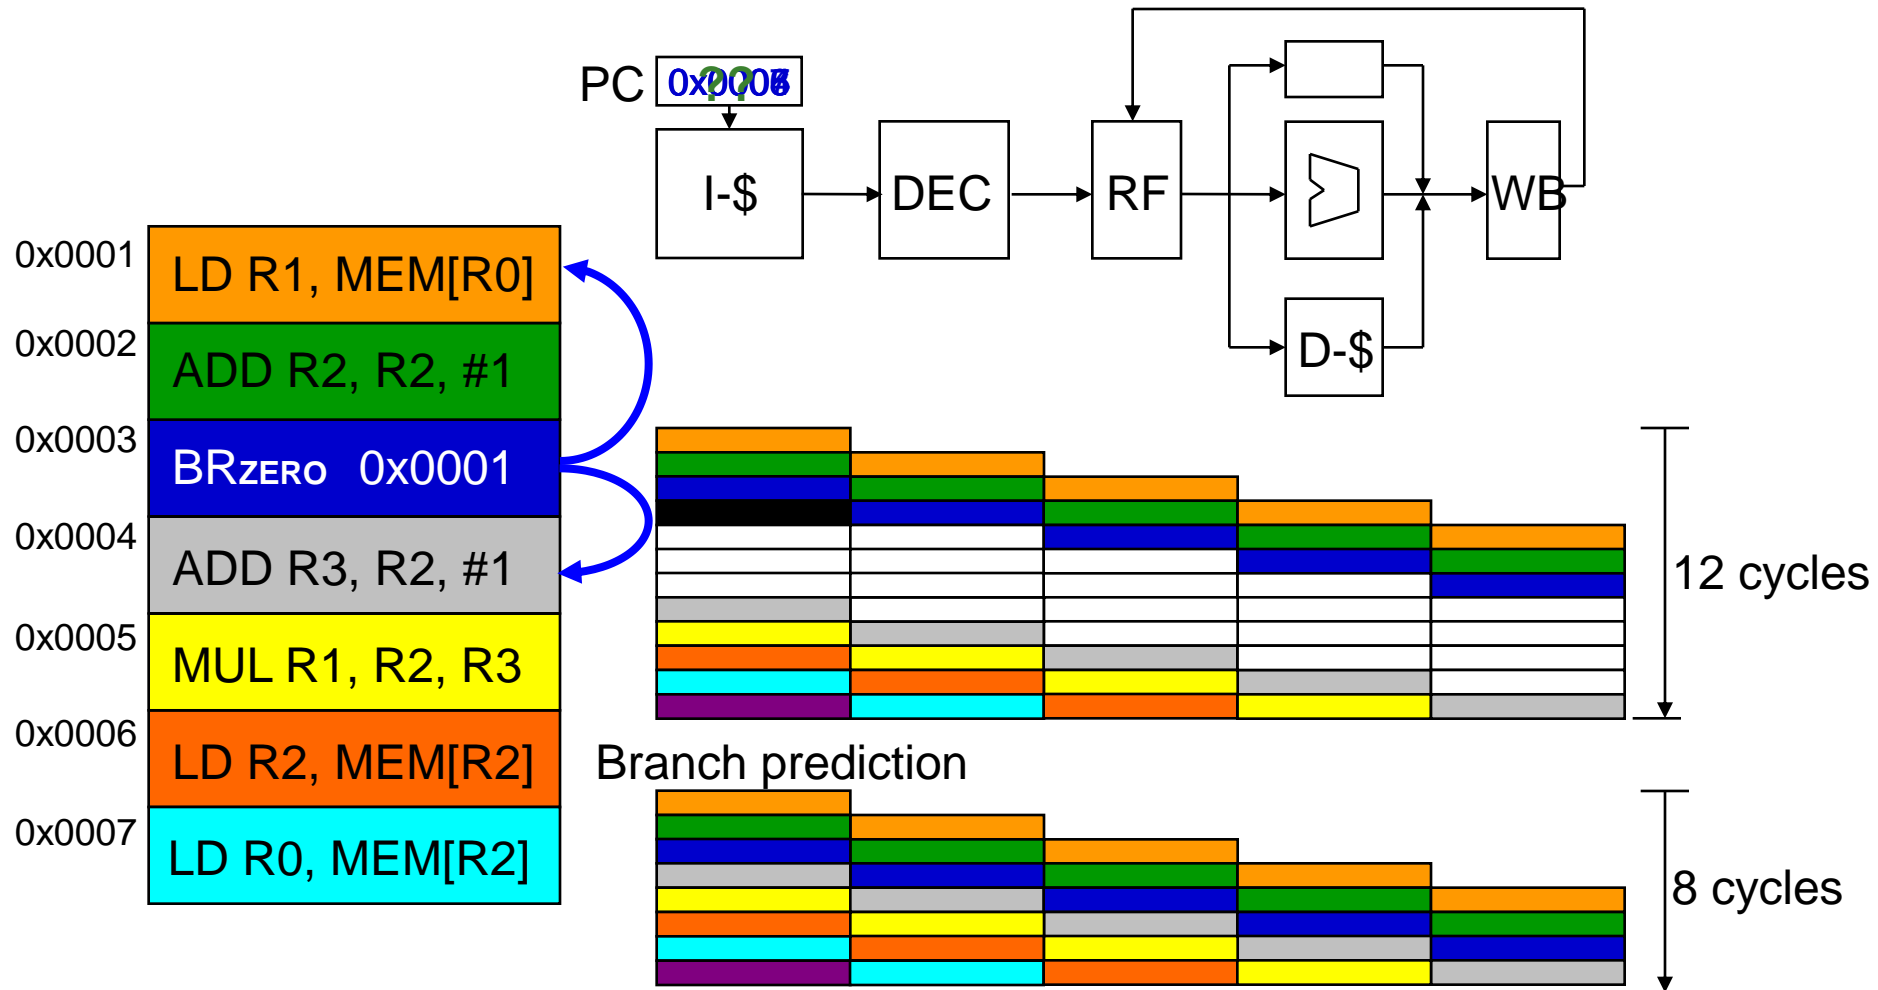 PC
I-$
DEC
RF
WB
D-$
0x0001
LD R1, MEM[R0]
0x0002
ADD R2, R2, #1
0x0003
BRZERO 0x0001
0x0004
ADD R3, R2, #1
0x0005
MUL R1, R2, R3
0x0006
LD R2, MEM[R2]
0x0007
LD R0, MEM[R2]
12 cycles
Branch prediction
8 cycles